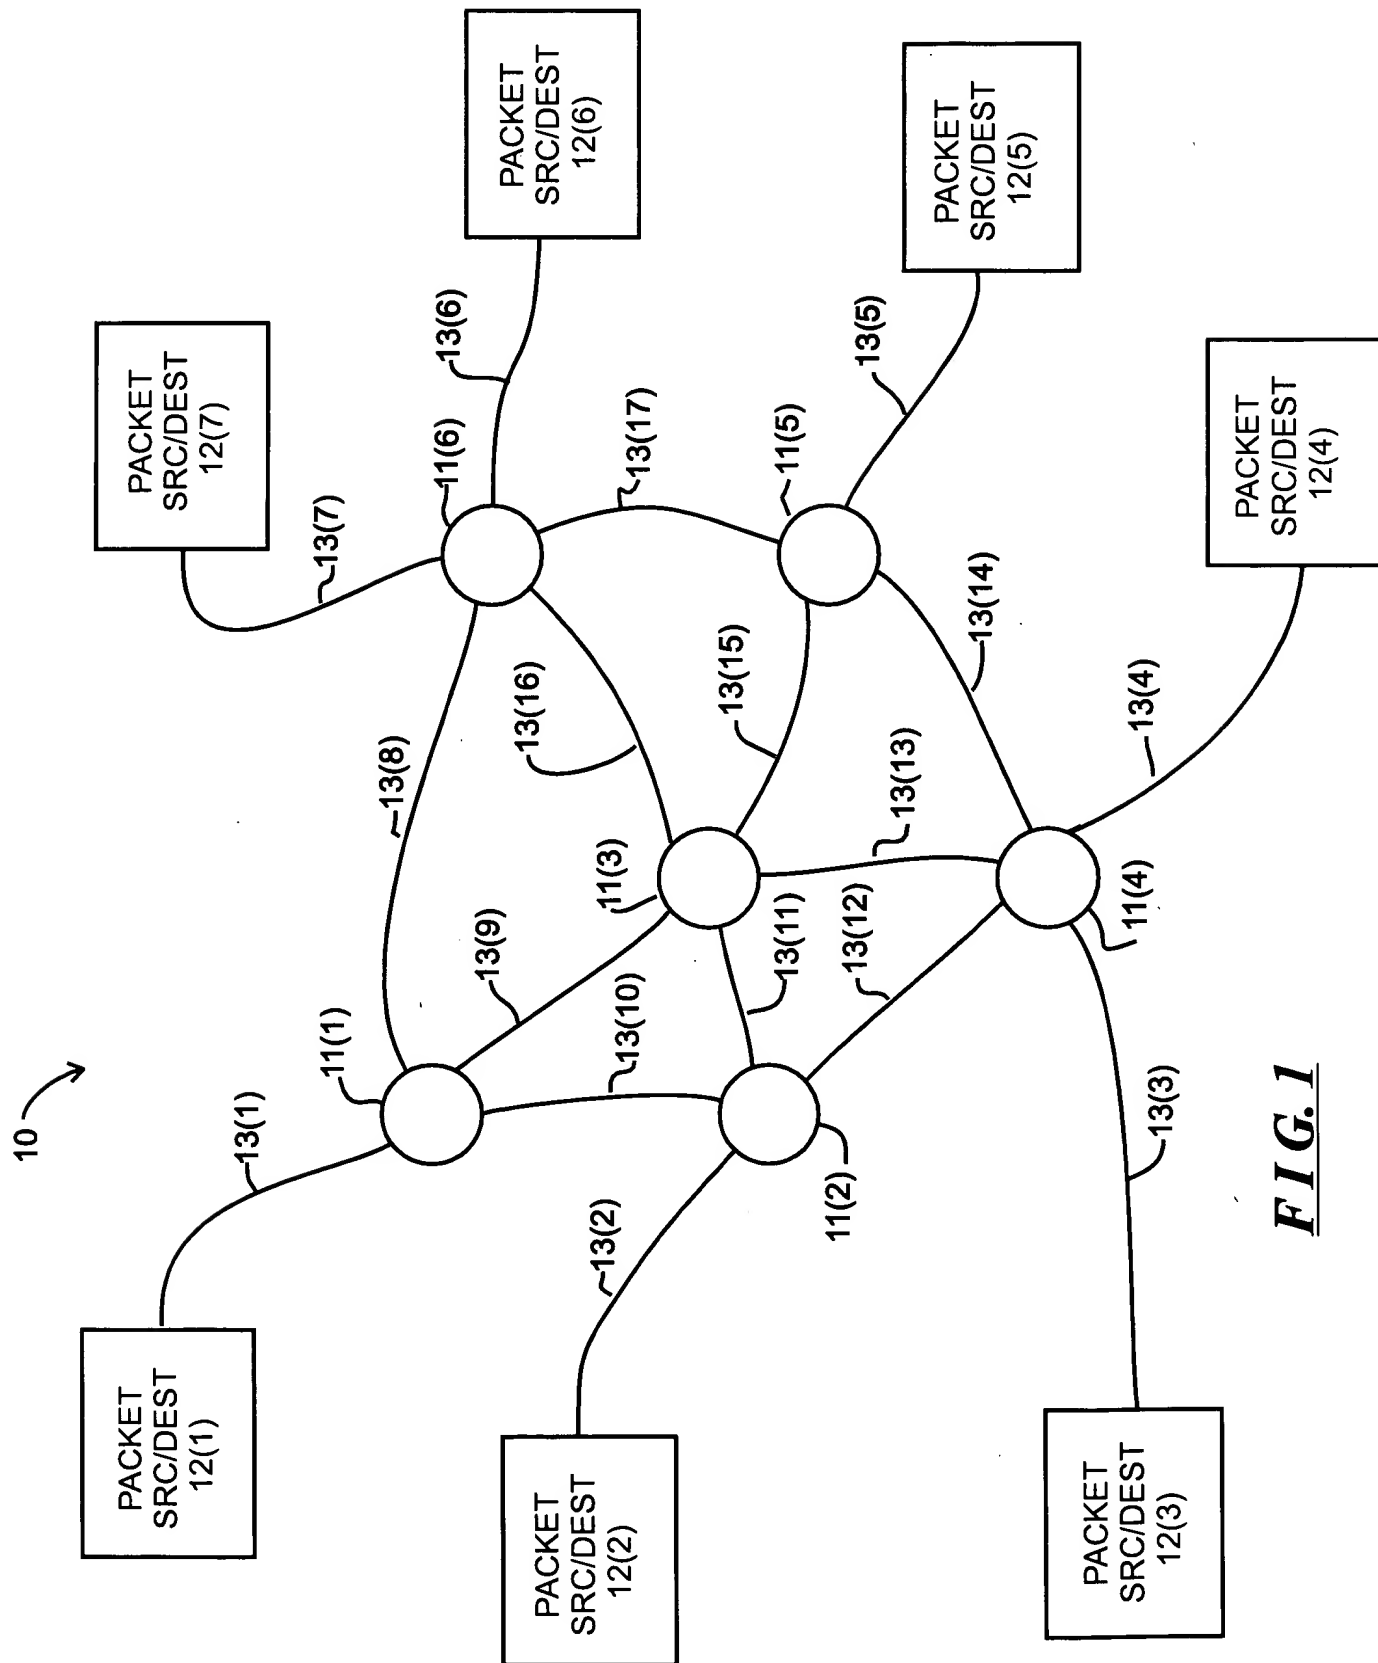 10
PACKET
SRC/DEST
12(1)
13(1)
11(1)
13(8)
13(7)
PACKET
SRC/DEST
12(7)
11(6)
13(6)
PACKET
SRC/DEST
12(6)
13(9)
13(16)
13(17)
13(10)
11(3)
13(15)
11(5)
13(2)
PACKET
SRC/DEST
12(2)
11(2)
13(11)
13(12)
13(13)
13(14)
13(5)
PACKET
SRC/DEST
12(5)
11(4)
13(4)
PACKET
SRC/DEST
12(4)
13(3)
PACKET
SRC/DEST
12(3)
FIG. 1